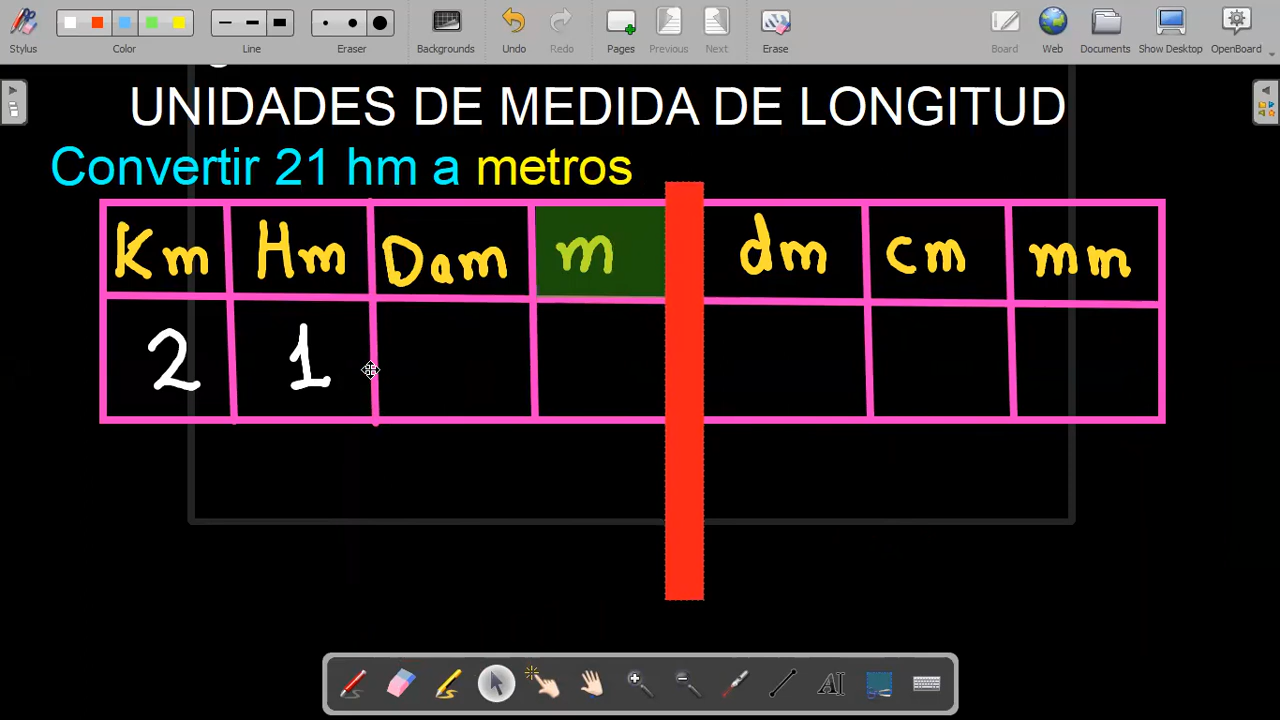 Stylus Color Line Eraser Backgrounds Undo Redo Pages Previous Next Erase Board Web Documents Show Desktop OpenBoard
UNIDADES DE MEDIDA DE LONGITUD
Convertir 21 hm a metros
Km Hm Dam m dm cm mm
2 1
AI